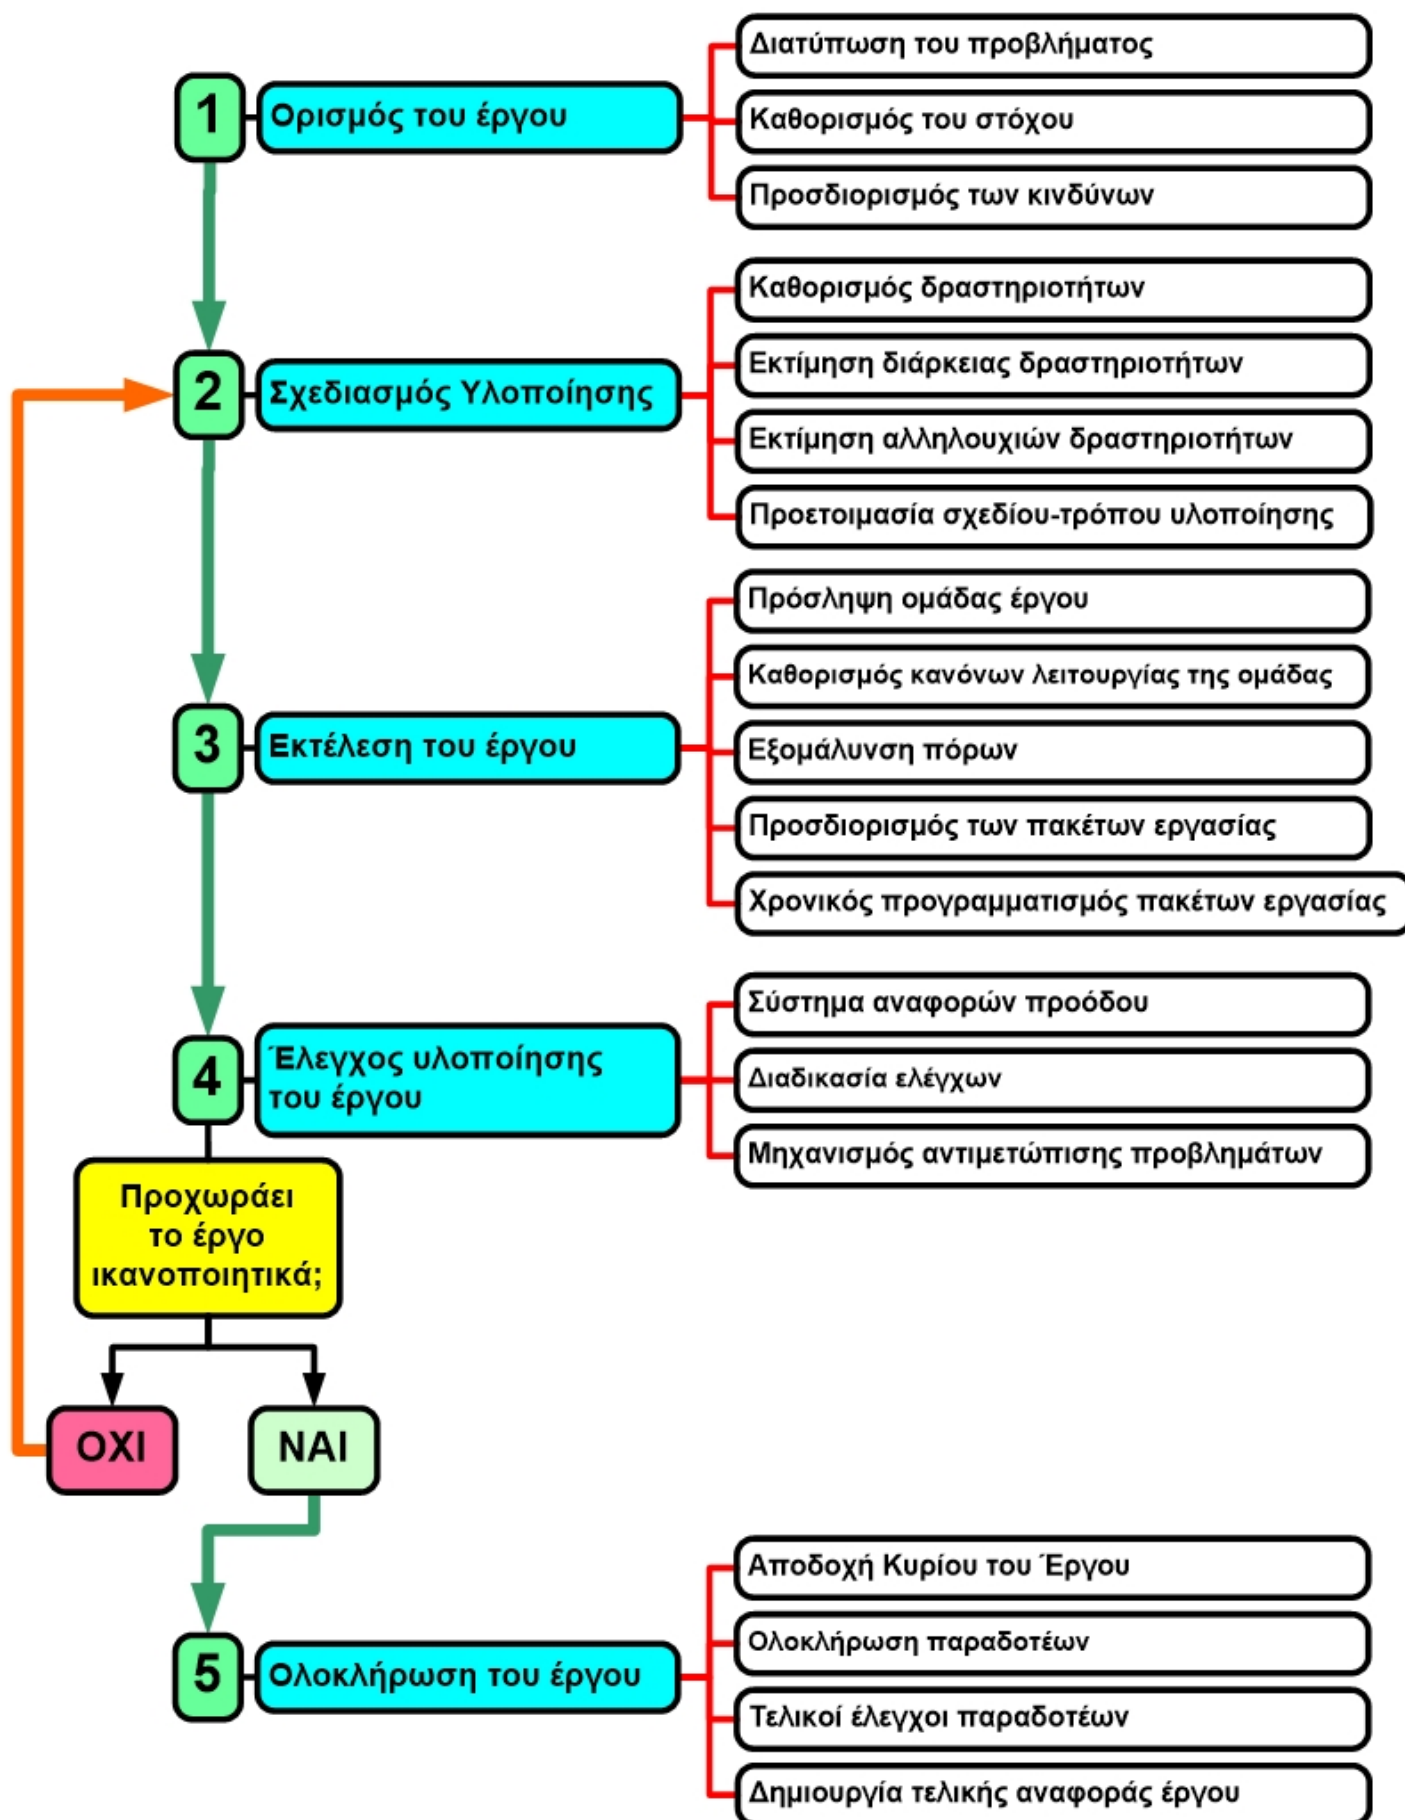 1
Ορισμός του έργου
Διατύπωση του προβλήματος
Καθορισμός του στόχου
Προσδιορισμός των κινδύνων
2
Σχεδιασμός Υλοποίησης
Καθορισμός δραστηριοτήτων
Εκτίμηση διάρκειας δραστηριοτήτων
Εκτίμηση αλληλουχιών δραστηριοτήτων
Προετοιμασία σχεδίου-τρόπου υλοποίησης
3
Εκτέλεση του έργου
Πρόσληψη ομάδας έργου
Καθορισμός κανόνων λειτουργίας της ομάδας
Εξομάλυνση πόρων
Προσδιορισμός των πακέτων εργασίας
Χρονικός προγραμματισμός πακέτων εργασίας
4
Έλεγχος υλοποίησης
του έργου
Σύστημα αναφορών προόδου
Διαδικασία ελέγχων
Μηχανισμός αντιμετώπισης προβλημάτων
Προχωράει
το έργο
ικανοποιητικά;
ΟΧΙ
ΝΑΙ
5
Ολοκλήρωση του έργου
Αποδοχή Κυρίου του Έργου
Ολοκλήρωση παραδοτέων
Τελικοί έλεγχοι παραδοτέων
Δημιουργία τελικής αναφοράς έργου